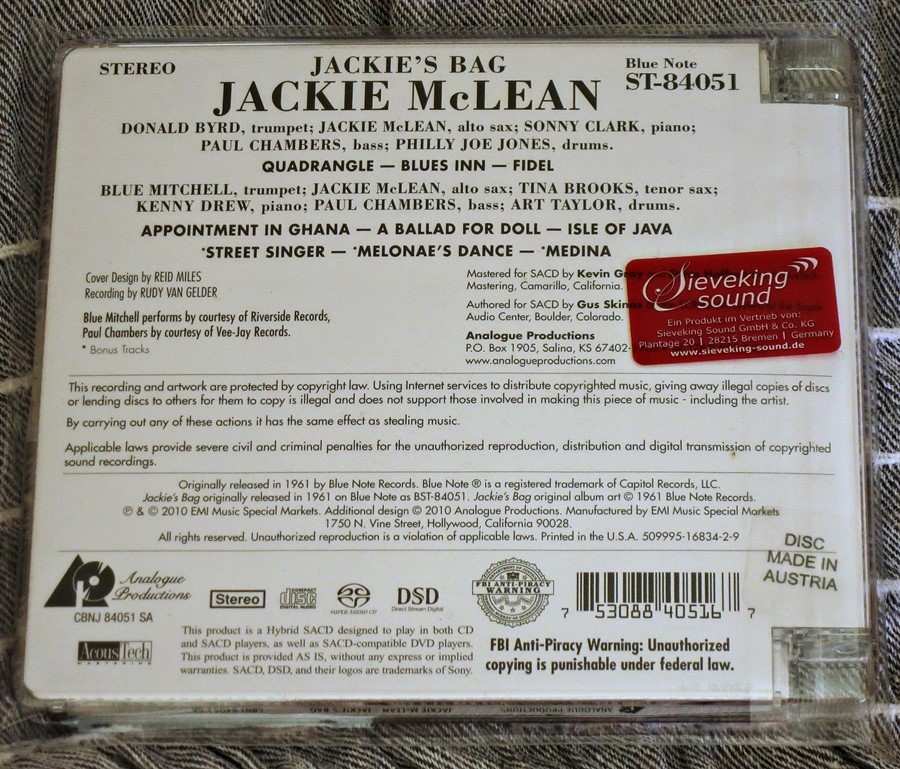 STEREO
JACKIE'S BAG
Blue Note
JACKIE McLEAN
ST-84051
DONALD BYRD, trumpet; JACKIE McLEAN, alto sax; SONNY CLARK, piano;
PAUL CHAMBERS, bass; PHILLY JOE JONES, drums.
QUADRANGLE — BLUES INN — FIDEL
BLUE MITCHELL, trumpet; JACKIE McLEAN, alto sax; TINA BROOKS, tenor sax;
KENNY DREW, piano; PAUL CHAMBERS, bass; ART TAYLOR, drums.
APPOINTMENT IN GHANA — A BALLAD FOR DOLL — ISLE OF JAVA
*STREET SINGER — *MELONAE'S DANCE — *MEDINA
Cover Design by REID MILES
Recording by RUDY VAN GELDER
Blue Mitchell performs by courtesy of Riverside Records,
Paul Chambers by courtesy of Vee-Jay Records.
* Bonus Tracks
Mastered for SACD by Kevin Gray
Mastering, Camarillo, California.
Authored for SACD by Gus Skinas
Audio Center, Boulder, Colorado.
Analogue Productions
P.O. Box 1905, Salina, KS 67402-
www.analogueproductions.com
Sieveking
sound
Ein Produkt im Vertrieb von:
Sieveking Sound GmbH & Co. KG
Plantage 20 | 28215 Bremen | Germany
www.sieveking-sound.de
This recording and artwork are protected by copyright law. Using Internet services to distribute copyrighted music, giving away illegal copies of discs
or lending discs to others for them to copy is illegal and does not support those involved in making this piece of music - including the artist.
By carrying out any of these actions it has the same effect as stealing music.
Applicable laws provide severe civil and criminal penalties for the unauthorized reproduction, distribution and digital transmission of copyrighted
sound recordings.
Originally released in 1961 by Blue Note Records. Blue Note ® is a registered trademark of Capitol Records, LLC.
Jackie's Bag originally released in 1961 on Blue Note as BST-84051. Jackie's Bag original album art © 1961 Blue Note Records.
℗ & © 2010 EMI Music Special Markets. Additional design © 2010 Analogue Productions. Manufactured by EMI Music Special Markets
1750 N. Vine Street, Hollywood, California 90028.
All rights reserved. Unauthorized reproduction is a violation of applicable laws. Printed in the U.S.A. 509995-16834-2-9
DISC
MADE IN
AUSTRIA
Analogue
Productions
CBNJ 84051 SA
AcousTech
MASTERING
Stereo
COMPACT
disc
DIGITAL AUDIO
SUPER AUDIO CD
DSD
Direct Stream Digital
FBI ANTI-PIRACY
WARNING
7 53088 40516 7
This product is a Hybrid SACD designed to play in both CD
and SACD players, as well as SACD-compatible DVD players.
This product is provided AS IS, without any express or implied
warranties. SACD, DSD, and their logos are trademarks of Sony.
FBI Anti-Piracy Warning: Unauthorized
copying is punishable under federal law.